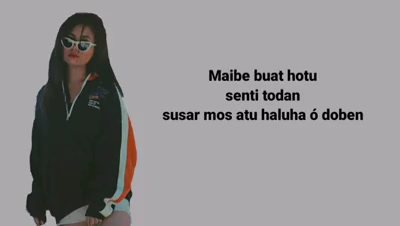 Maibe buat hotu
senti todan
susar mos atu haluha ó doben